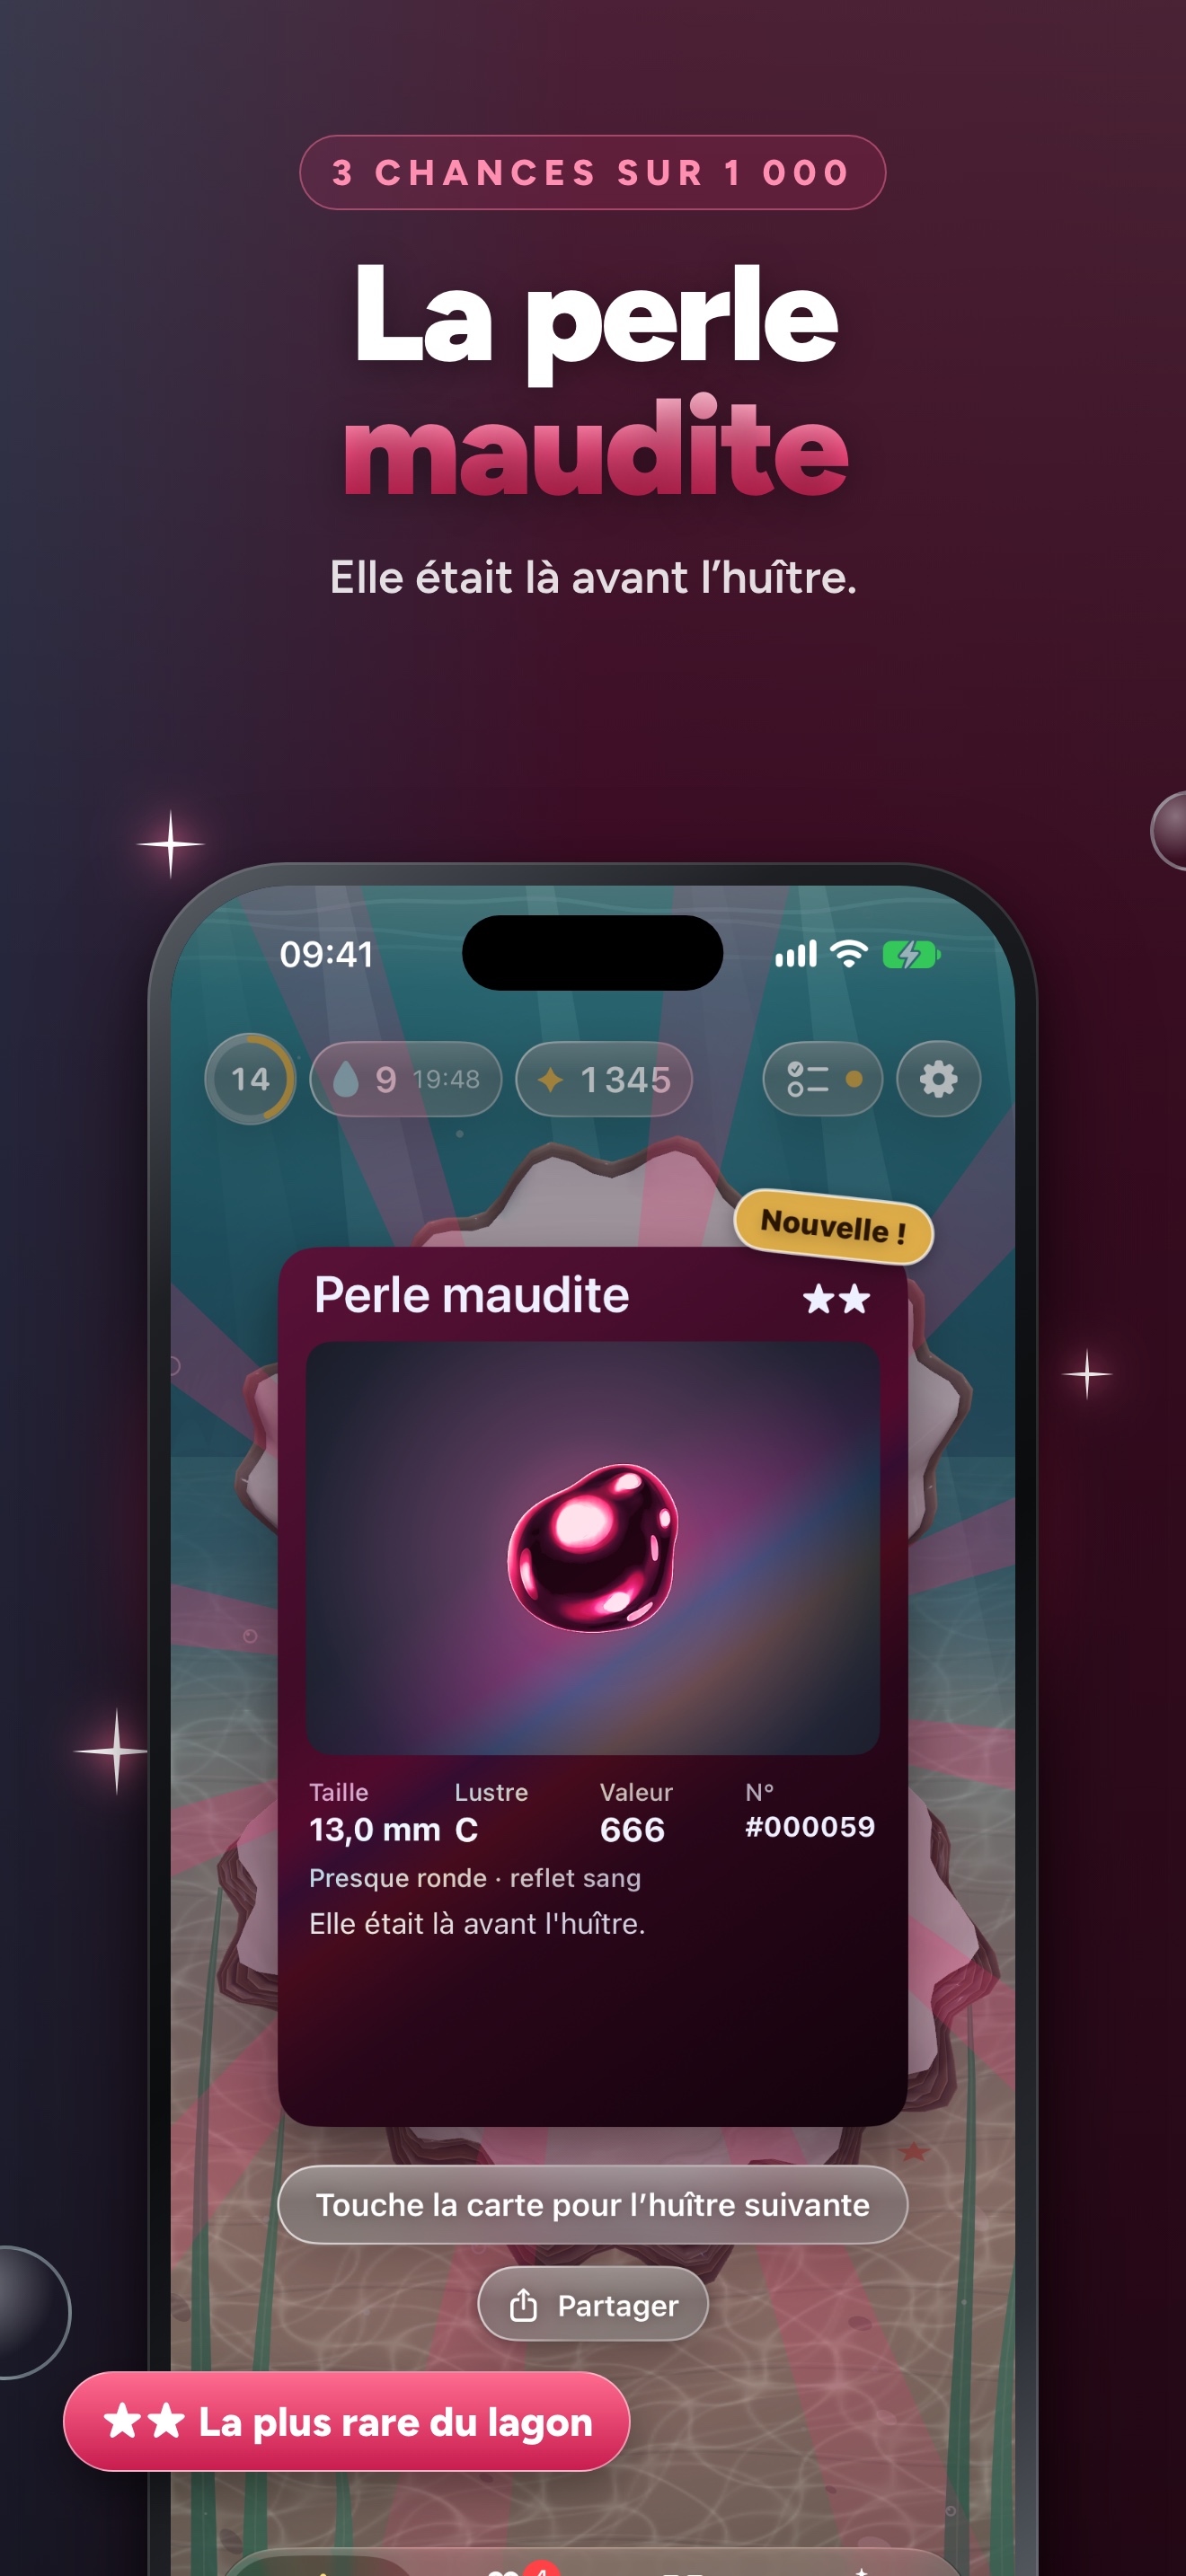 3 CHANCES SUR 1 000
La perle
maudite
Elle était là avant l’huître.
09:41
14
9 19:48
1 345
Nouvelle !
Perle maudite
Taille Lustre Valeur N°
13,0 mm C 666 #000059
Presque ronde · reflet sang
Elle était là avant l'huître.
Touche la carte pour l’huître suivante
Partager
La plus rare du lagon